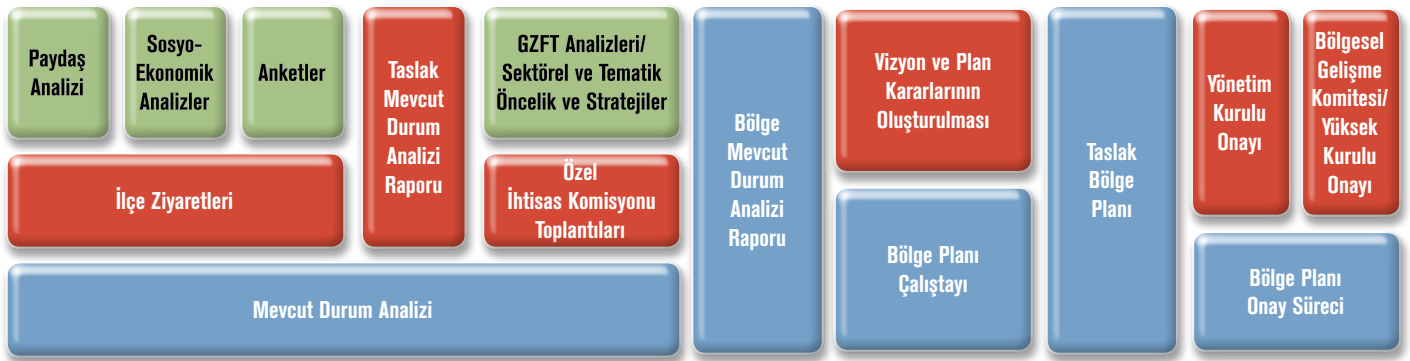 Paydaş
Analizi
Sosyo-
Ekonomik
Analizler
Anketler
İlçe Ziyaretleri
Taslak
Mevcut
Durum
Analizi
Raporu
GZFT Analizleri/
Sektörel ve Tematik
Öncelik ve Stratejiler
Özel
İhtisas Komisyonu
Toplantıları
Mevcut Durum Analizi
Bölge
Mevcut
Durum
Analizi
Raporu
Vizyon ve Plan
Kararlarının
Oluşturulması
Bölge Planı
Çalıştayı
Taslak
Bölge
Planı
Yönetim
Kurulu
Onayı
Bölgesel
Gelişme
Komitesi/
Yüksek
Kurulu
Onayı
Bölge Planı
Onay Süreci